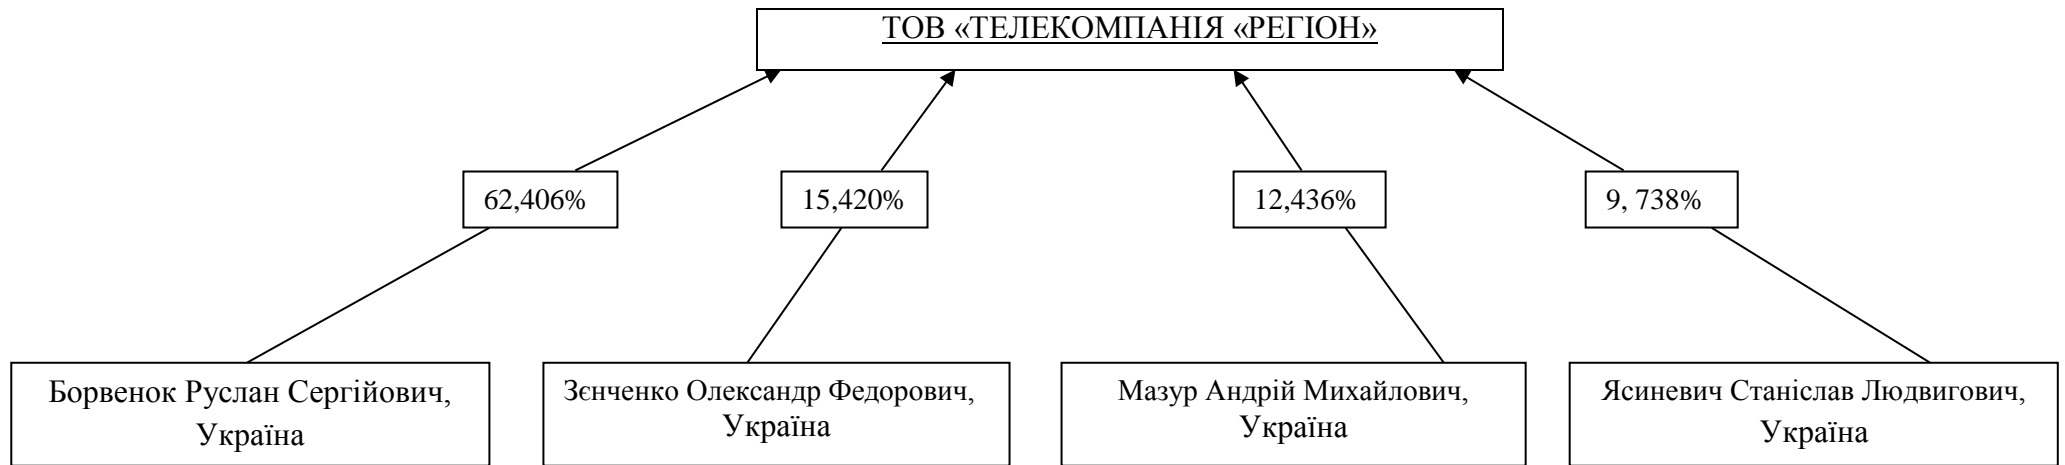 ТОВ «ТЕЛЕКОМПАНІЯ «РЕГІОН»
62,406%
15,420%
12,436%
9, 738%
Борвенок Руслан Сергійович,
Україна
Зєнченко Олександр Федорович,
Україна
Мазур Андрій Михайлович,
Україна
Ясиневич Станіслав Людвигович,
Україна